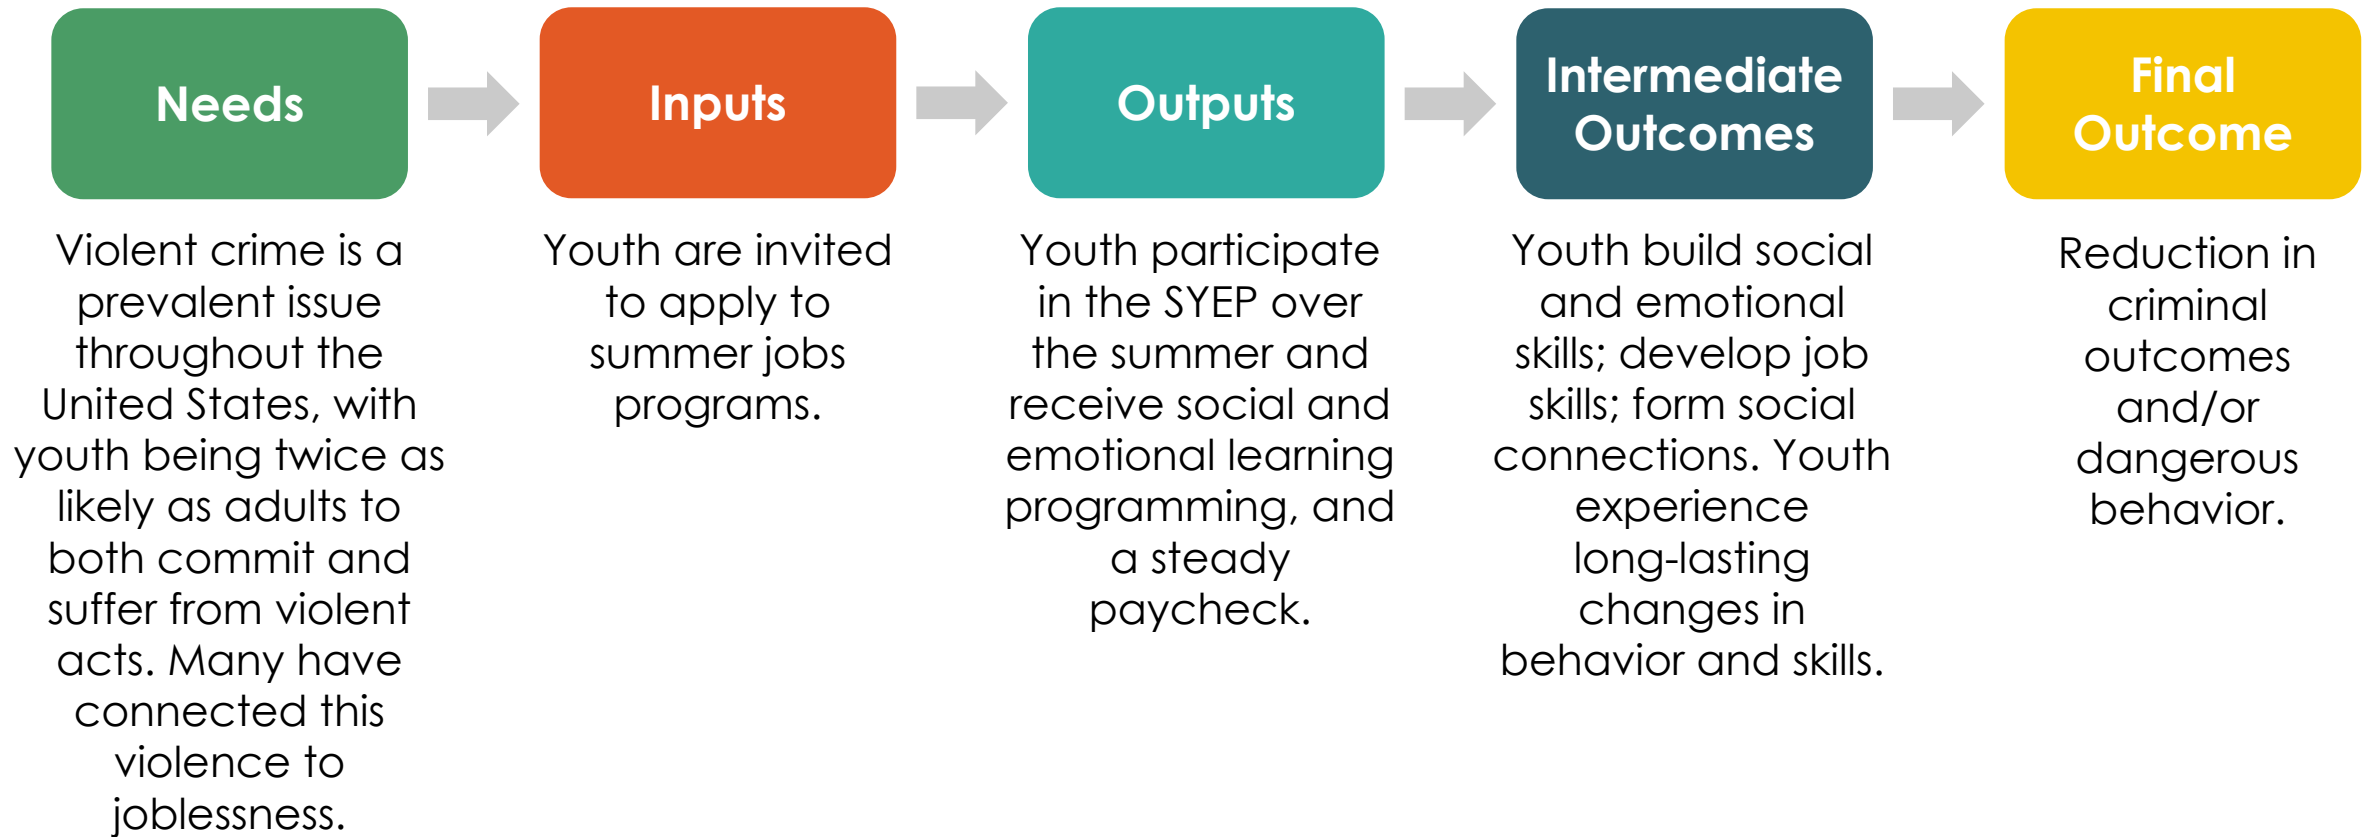 Needs
Inputs
Outputs
Intermediate
Outcomes
Final
Outcome
Violent crime is a
prevalent issue
throughout the
United States, with
youth being twice as
likely as adults to
both commit and
suffer from violent
acts. Many have
connected this
violence to
joblessness.
Youth are invited
to apply to
summer jobs
programs.
Youth participate
in the SYEP over
the summer and
receive social and
emotional learning
programming, and
a steady
paycheck.
Youth build social
and emotional
skills; develop job
skills; form social
connections. Youth
experience
long-lasting
changes in
behavior and skills.
Reduction in
criminal
outcomes
and/or
dangerous
behavior.